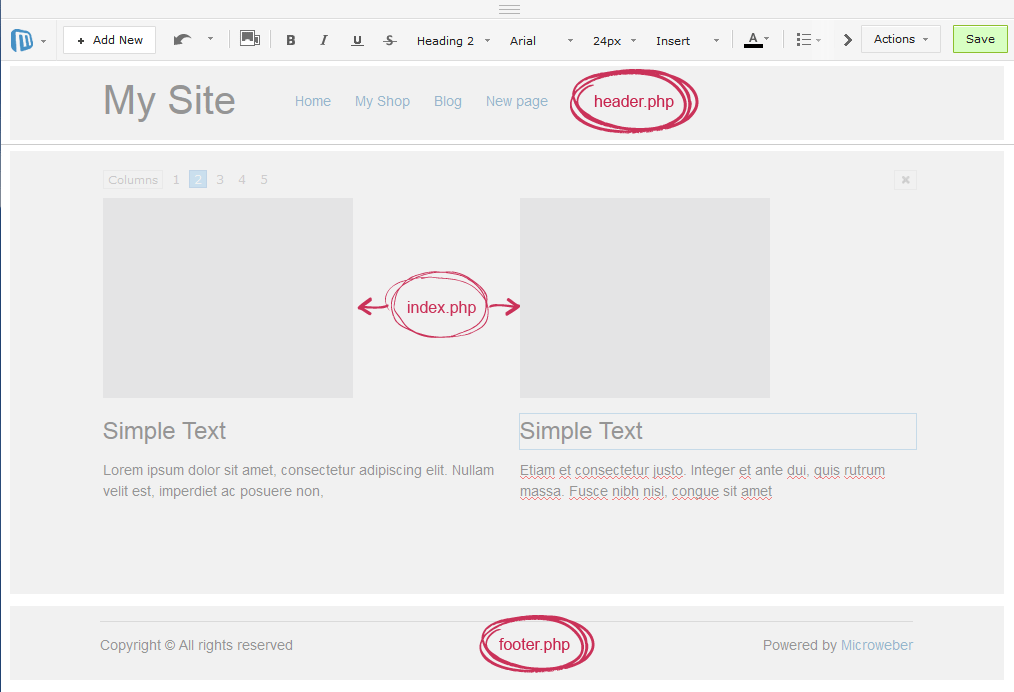 + Add New B I U S Heading 2 Arial 24px Insert A Actions Save
My Site Home My Shop Blog New page header.php
Columns 1 2 3 4 5
index.php
Simple Text Simple Text
Lorem ipsum dolor sit amet, consectetur adipiscing elit. Nullam
velit est, imperdiet ac posuere non,
Etiam et consectetur justo. Integer et ante dui, quis rutrum
massa. Fusce nibh nisl, congue sit amet
Copyright © All rights reserved footer.php Powered by Microweber